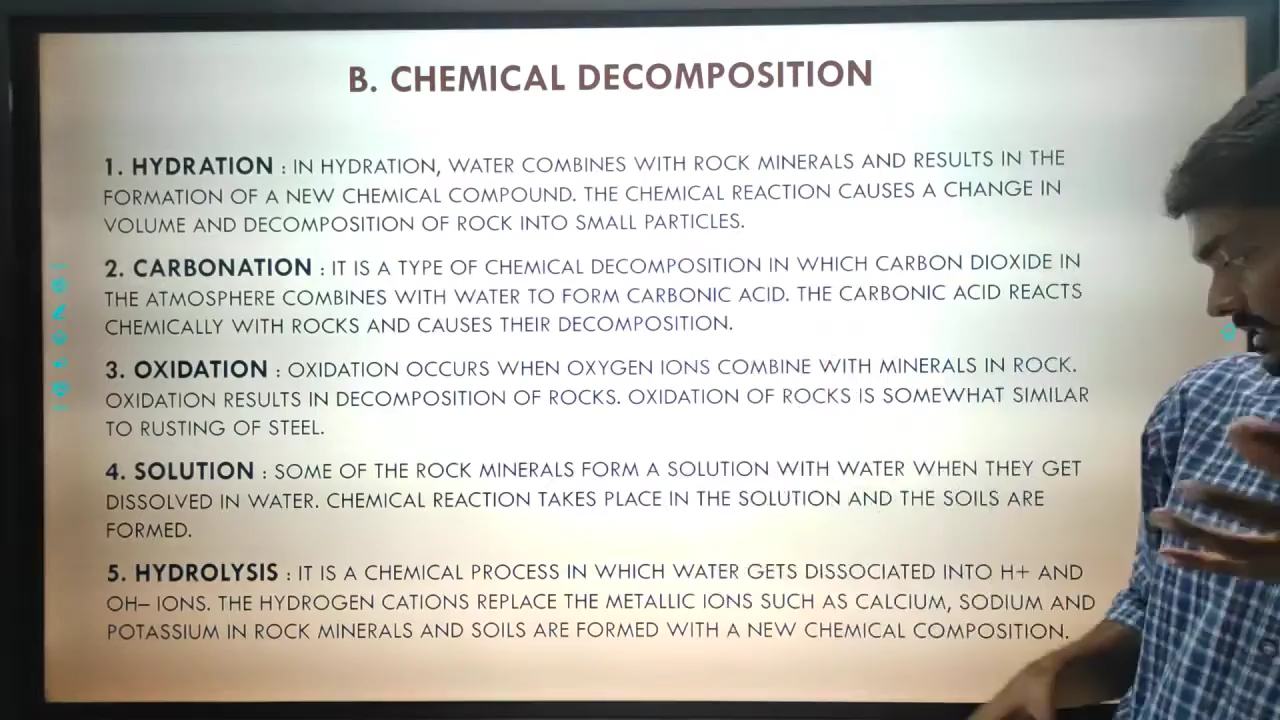 B. CHEMICAL DECOMPOSITION
1. HYDRATION : IN HYDRATION, WATER COMBINES WITH ROCK MINERALS AND RESULTS IN THE
FORMATION OF A NEW CHEMICAL COMPOUND. THE CHEMICAL REACTION CAUSES A CHANGE IN
VOLUME AND DECOMPOSITION OF ROCK INTO SMALL PARTICLES.
2. CARBONATION : IT IS A TYPE OF CHEMICAL DECOMPOSITION IN WHICH CARBON DIOXIDE IN
THE ATMOSPHERE COMBINES WITH WATER TO FORM CARBONIC ACID. THE CARBONIC ACID REACTS
CHEMICALLY WITH ROCKS AND CAUSES THEIR DECOMPOSITION.
3. OXIDATION : OXIDATION OCCURS WHEN OXYGEN IONS COMBINE WITH MINERALS IN ROCK.
OXIDATION RESULTS IN DECOMPOSITION OF ROCKS. OXIDATION OF ROCKS IS SOMEWHAT SIMILAR
TO RUSTING OF STEEL.
4. SOLUTION : SOME OF THE ROCK MINERALS FORM A SOLUTION WITH WATER WHEN THEY GET
DISSOLVED IN WATER. CHEMICAL REACTION TAKES PLACE IN THE SOLUTION AND THE SOILS ARE
FORMED.
5. HYDROLYSIS : IT IS A CHEMICAL PROCESS IN WHICH WATER GETS DISSOCIATED INTO H+ AND
OH– IONS. THE HYDROGEN CATIONS REPLACE THE METALLIC IONS SUCH AS CALCIUM, SODIUM AND
POTASSIUM IN ROCK MINERALS AND SOILS ARE FORMED WITH A NEW CHEMICAL COMPOSITION.